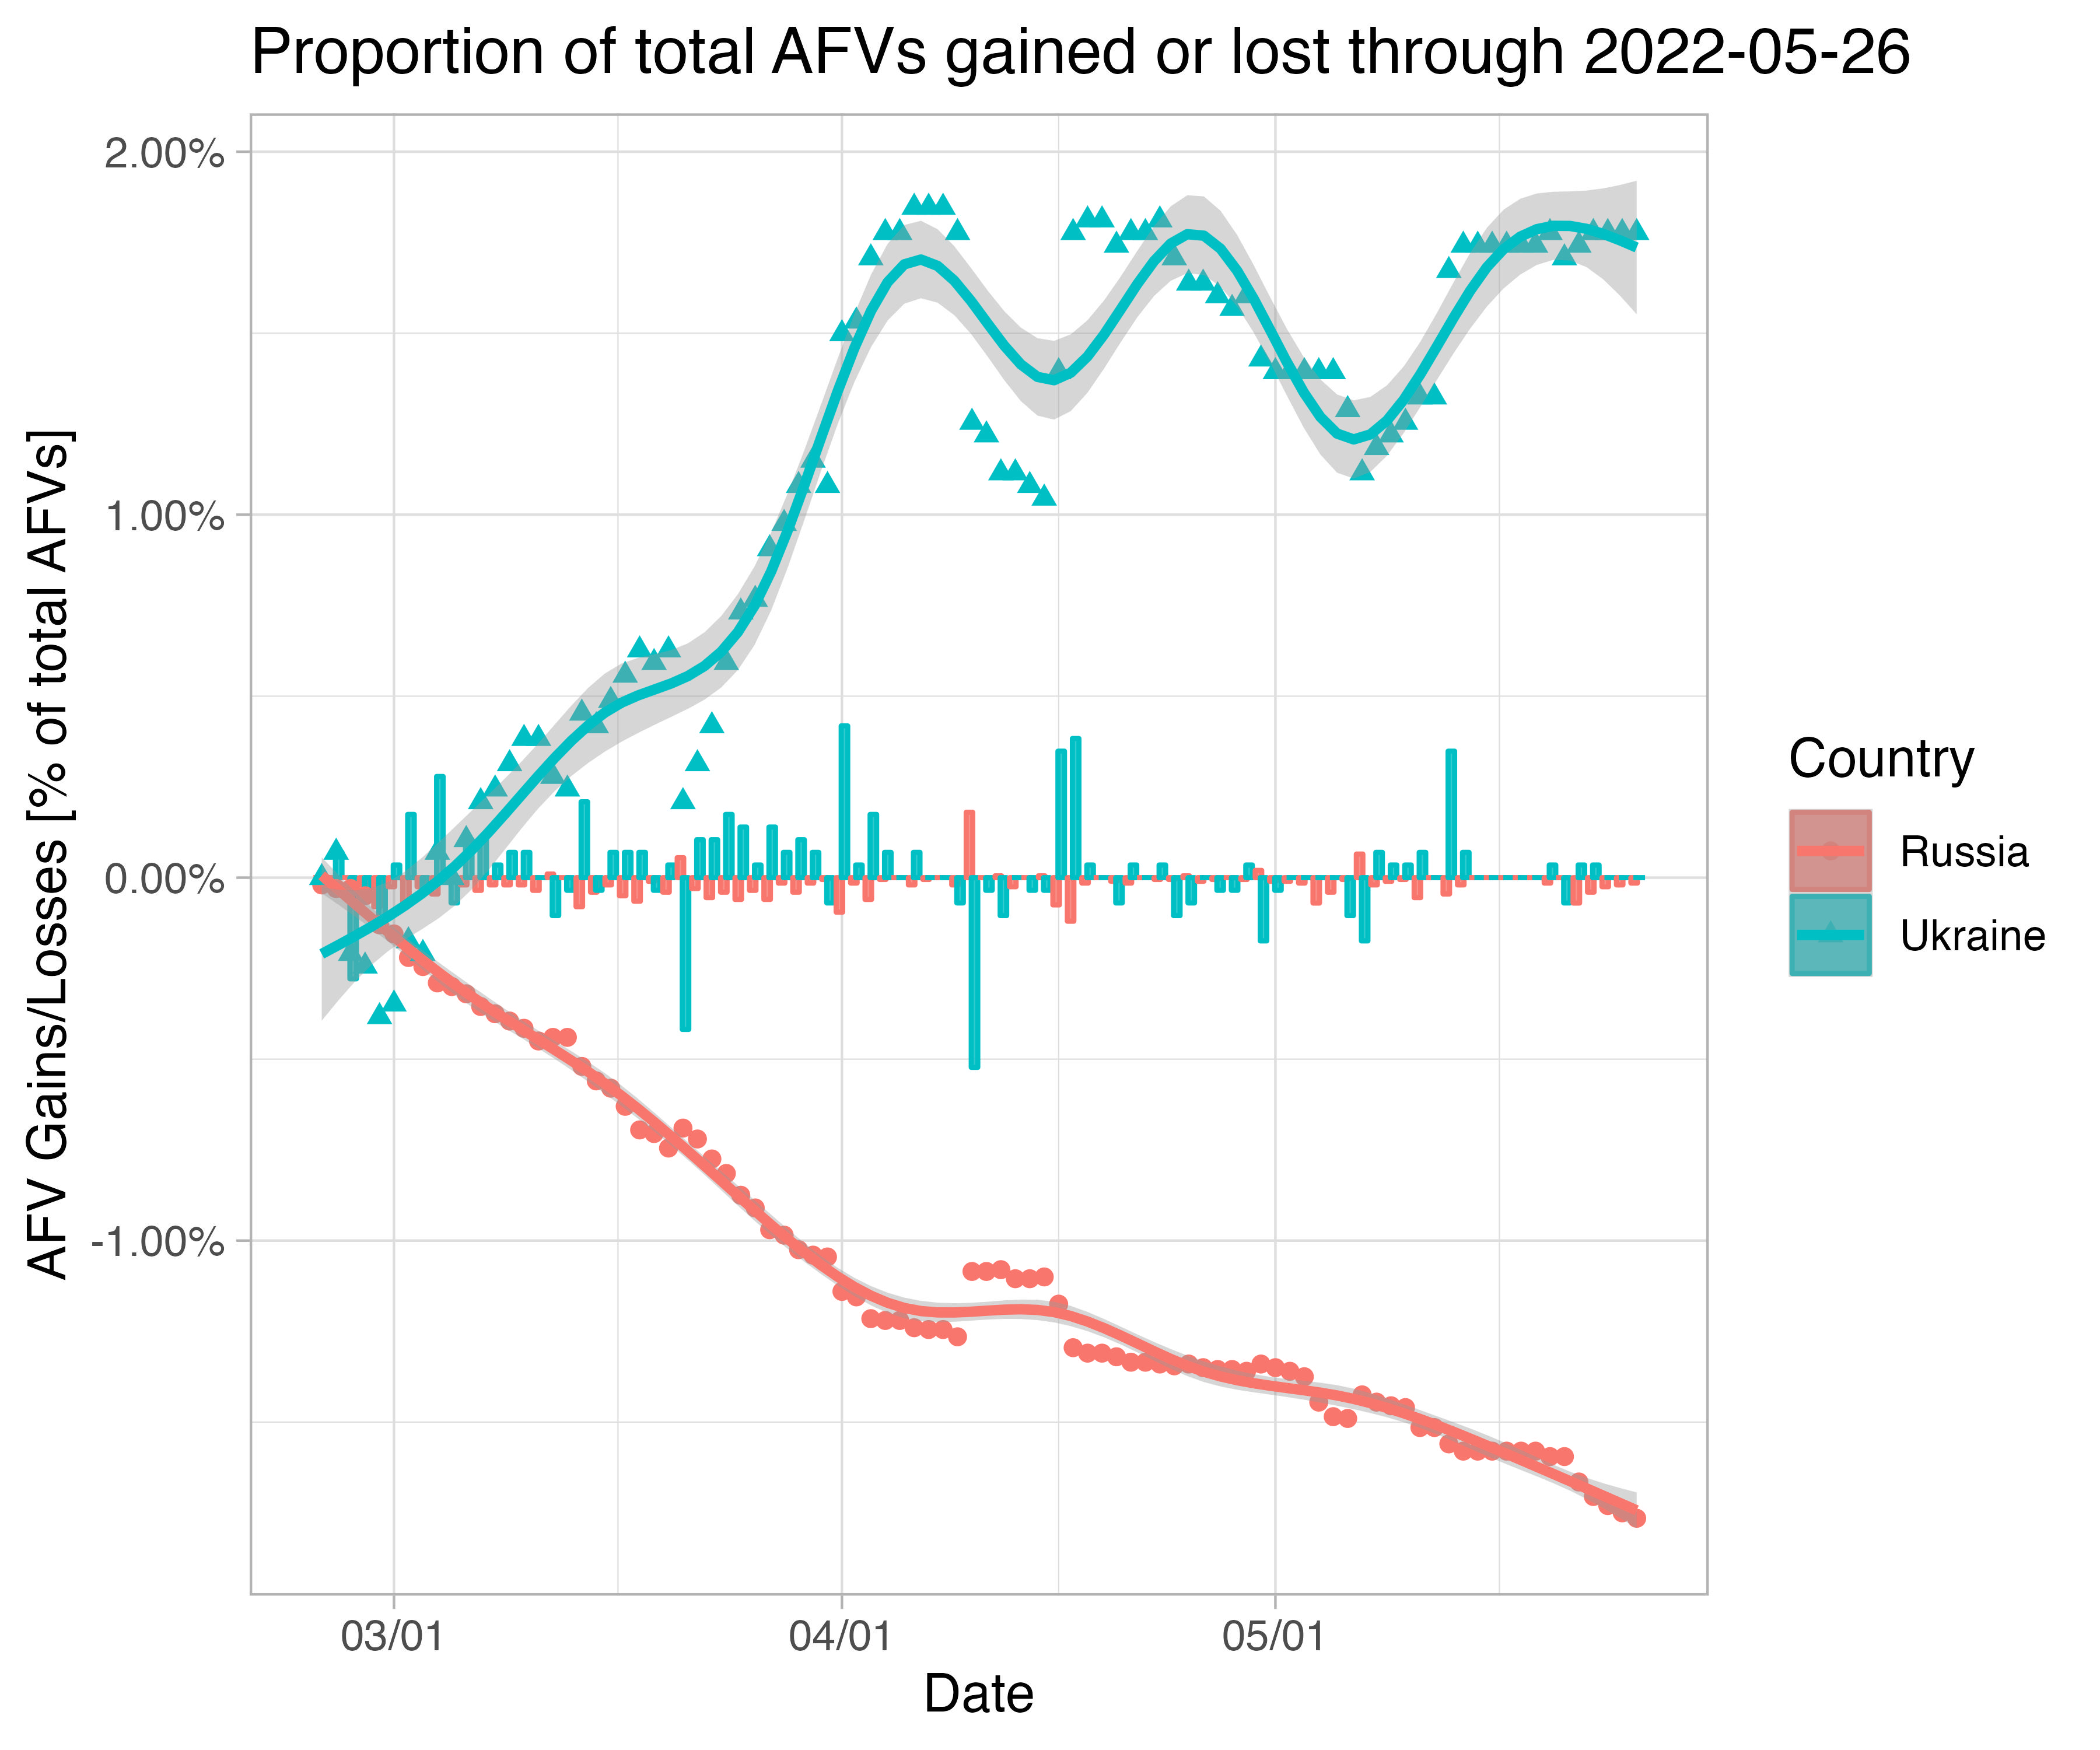 Proportion of total AFVs gained or lost through 2022-05-26
AFV Gains/Losses [% of total AFVs]
2.00%
1.00%
0.00%
-1.00%
03/01
04/01
05/01
Date
Country
Russia
Ukraine